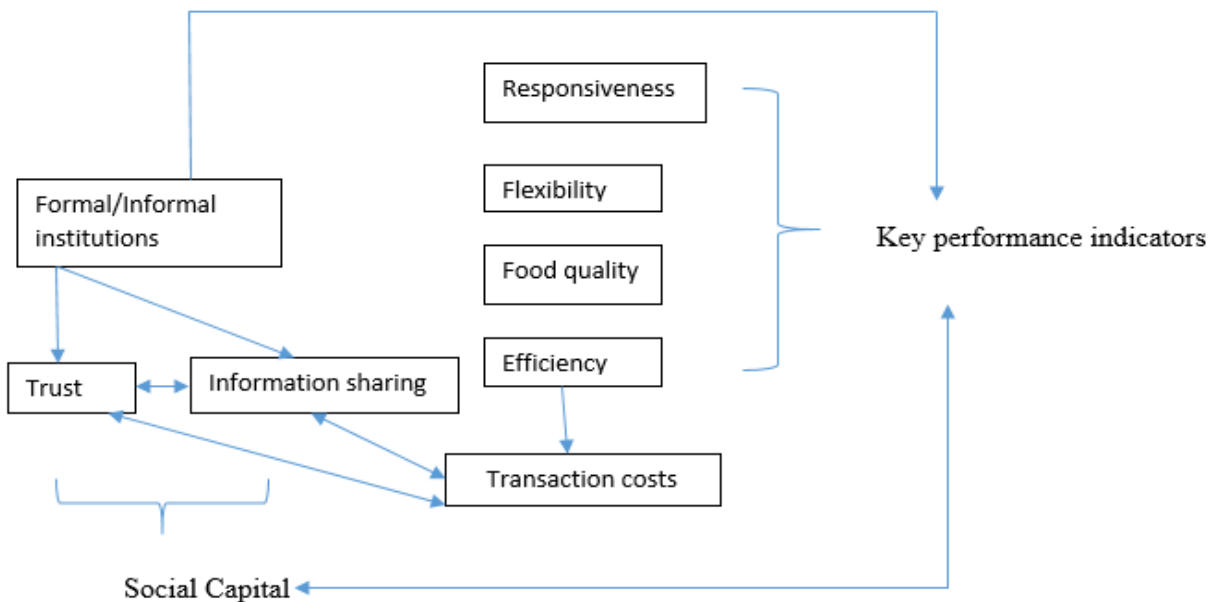 Responsiveness
Formal/Informal
institutions
Flexibility
Key performance indicators
Food quality
Efficiency
Trust
Information sharing
Transaction costs
Social Capital